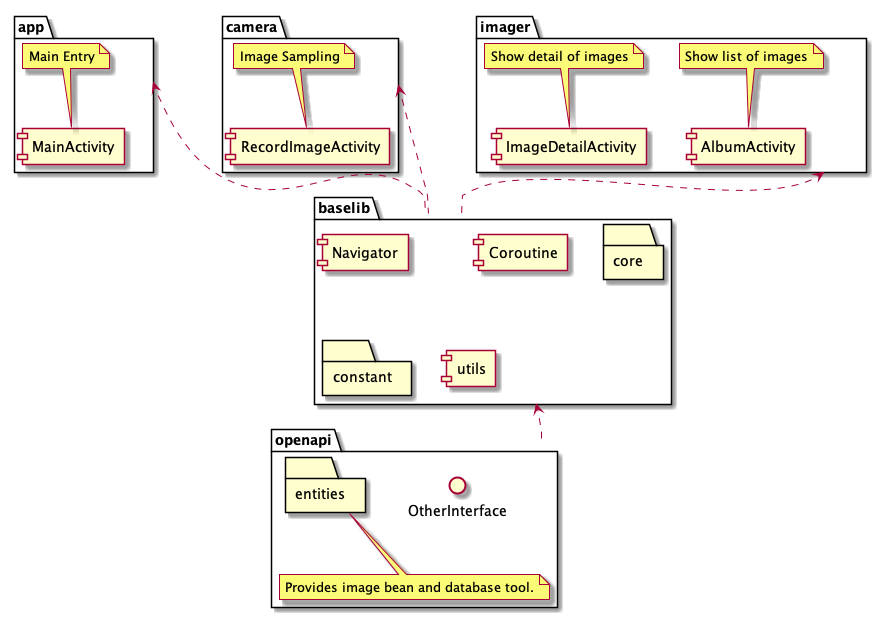 app
Main Entry
MainActivity
camera
Image Sampling
RecordImageActivity
imager
Show detail of images
Show list of images
ImageDetailActivity
AlbumActivity
baselib
Navigator
Coroutine
core
constant
utils
openapi
entities
OtherInterface
Provides image bean and database tool.